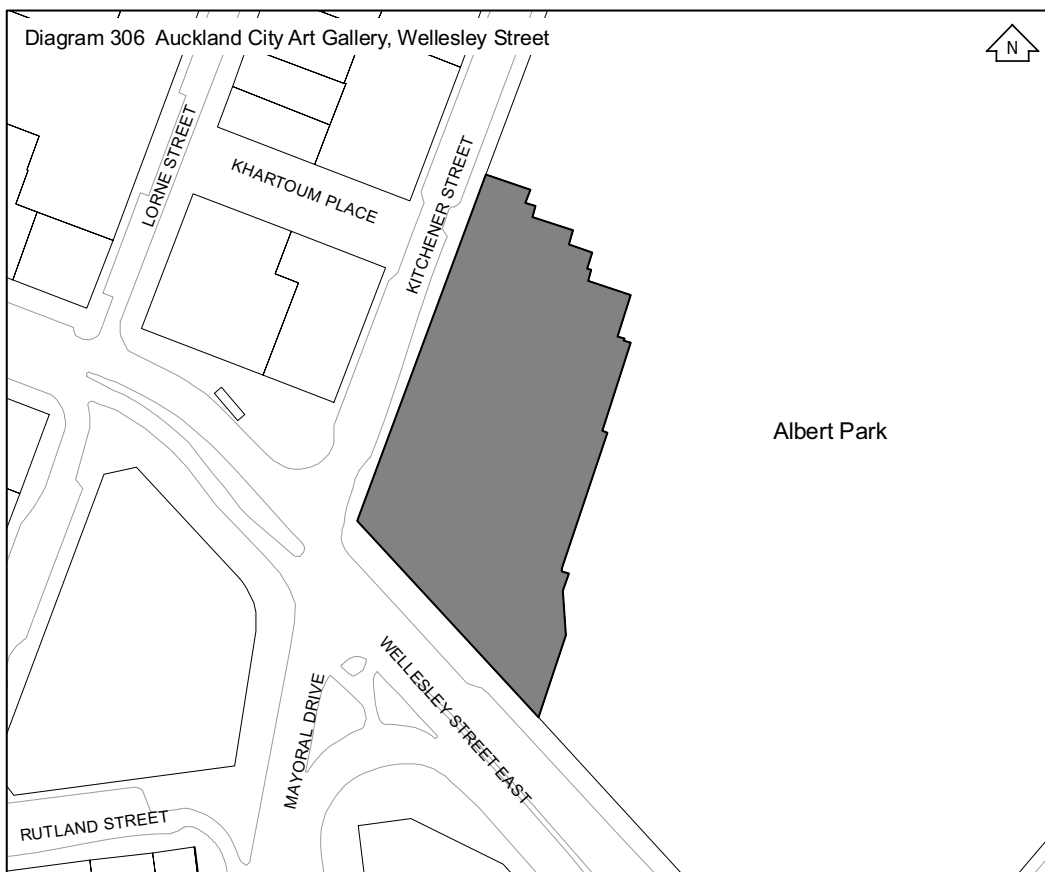 Diagram 306 Auckland City Art Gallery, Wellesley Street
N
LORNE STREET
KHARTOUM PLACE
KITCHENER STREET
Albert Park
WELLESLEY STREET EAST
MAYORAL DRIVE
RUTLAND STREET